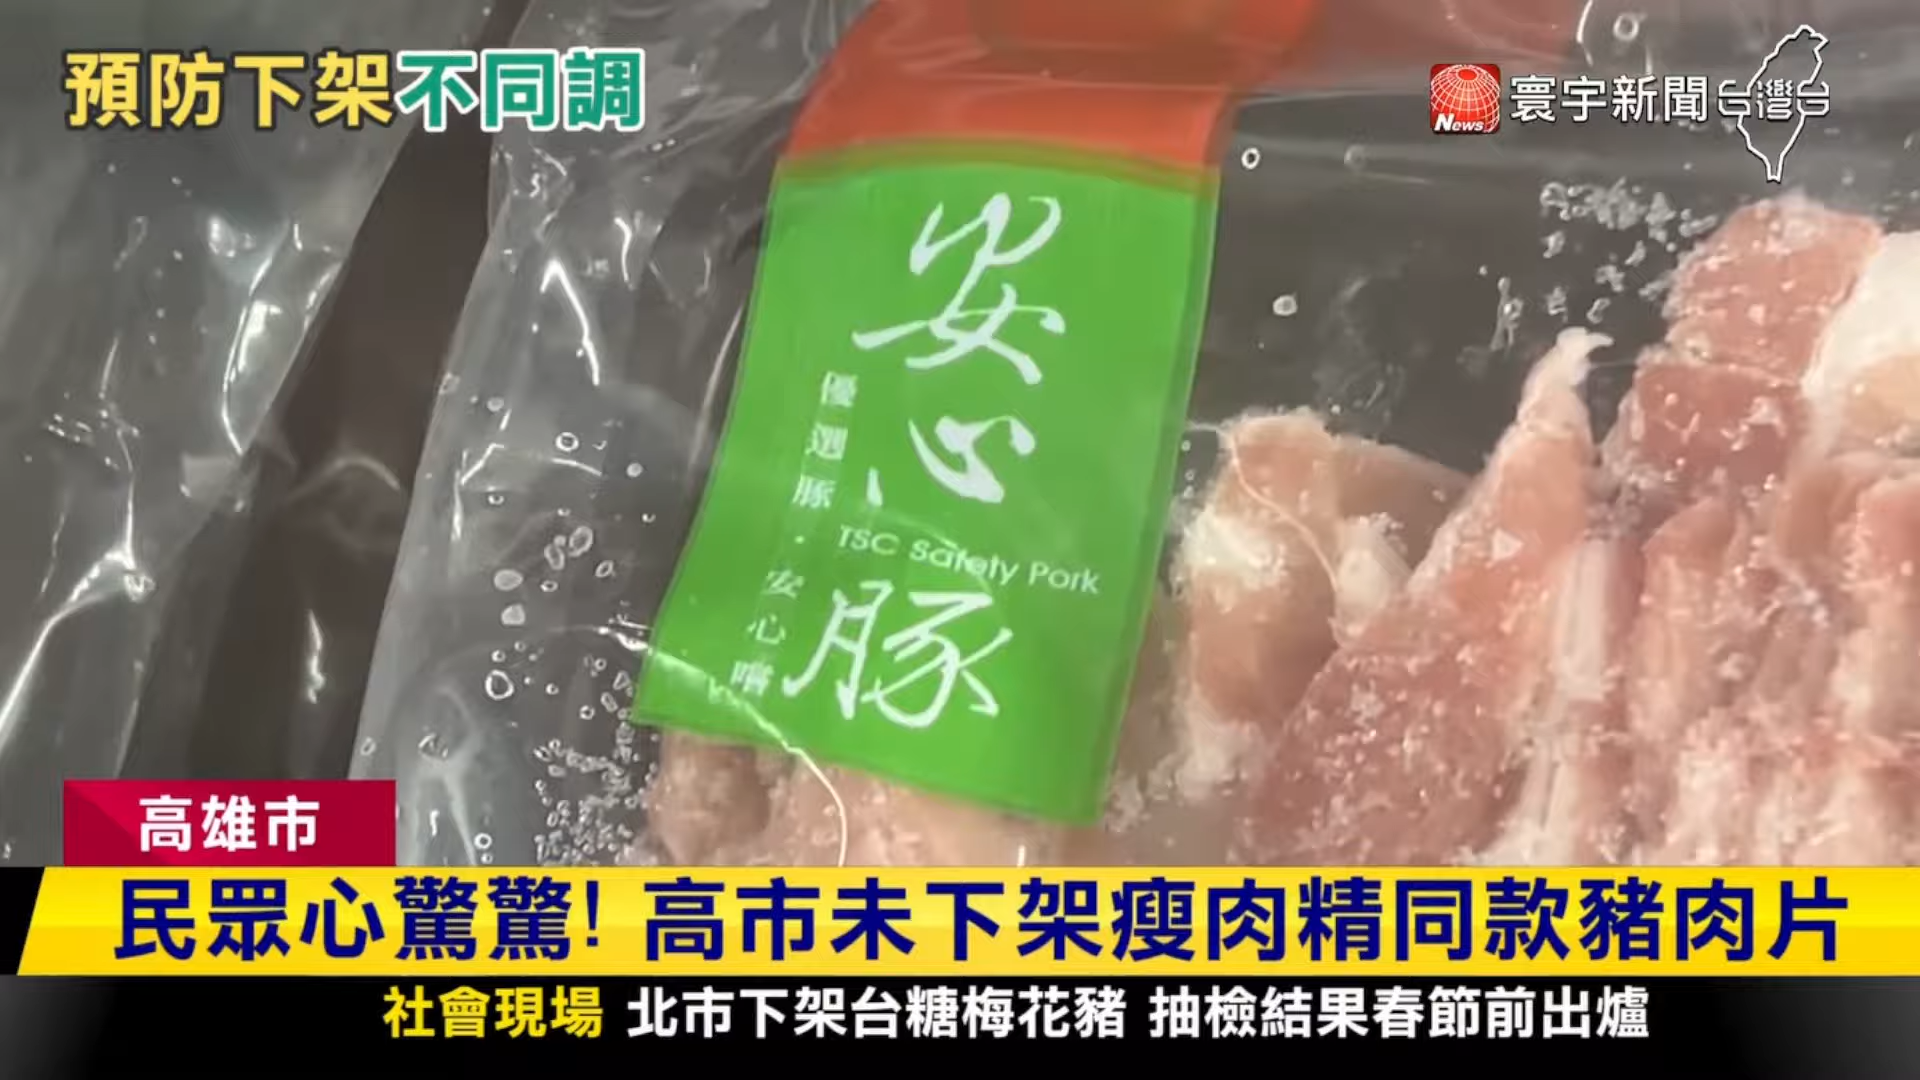 預防下架不同調
News
寰宇新聞 台灣台
安心豚
優選豚·安心嚐
TSC Safety Pork
高雄市
民眾心驚驚! 高市未下架瘦肉精同款豬肉片
社會現場 北市下架台糖梅花豬 抽檢結果春節前出爐